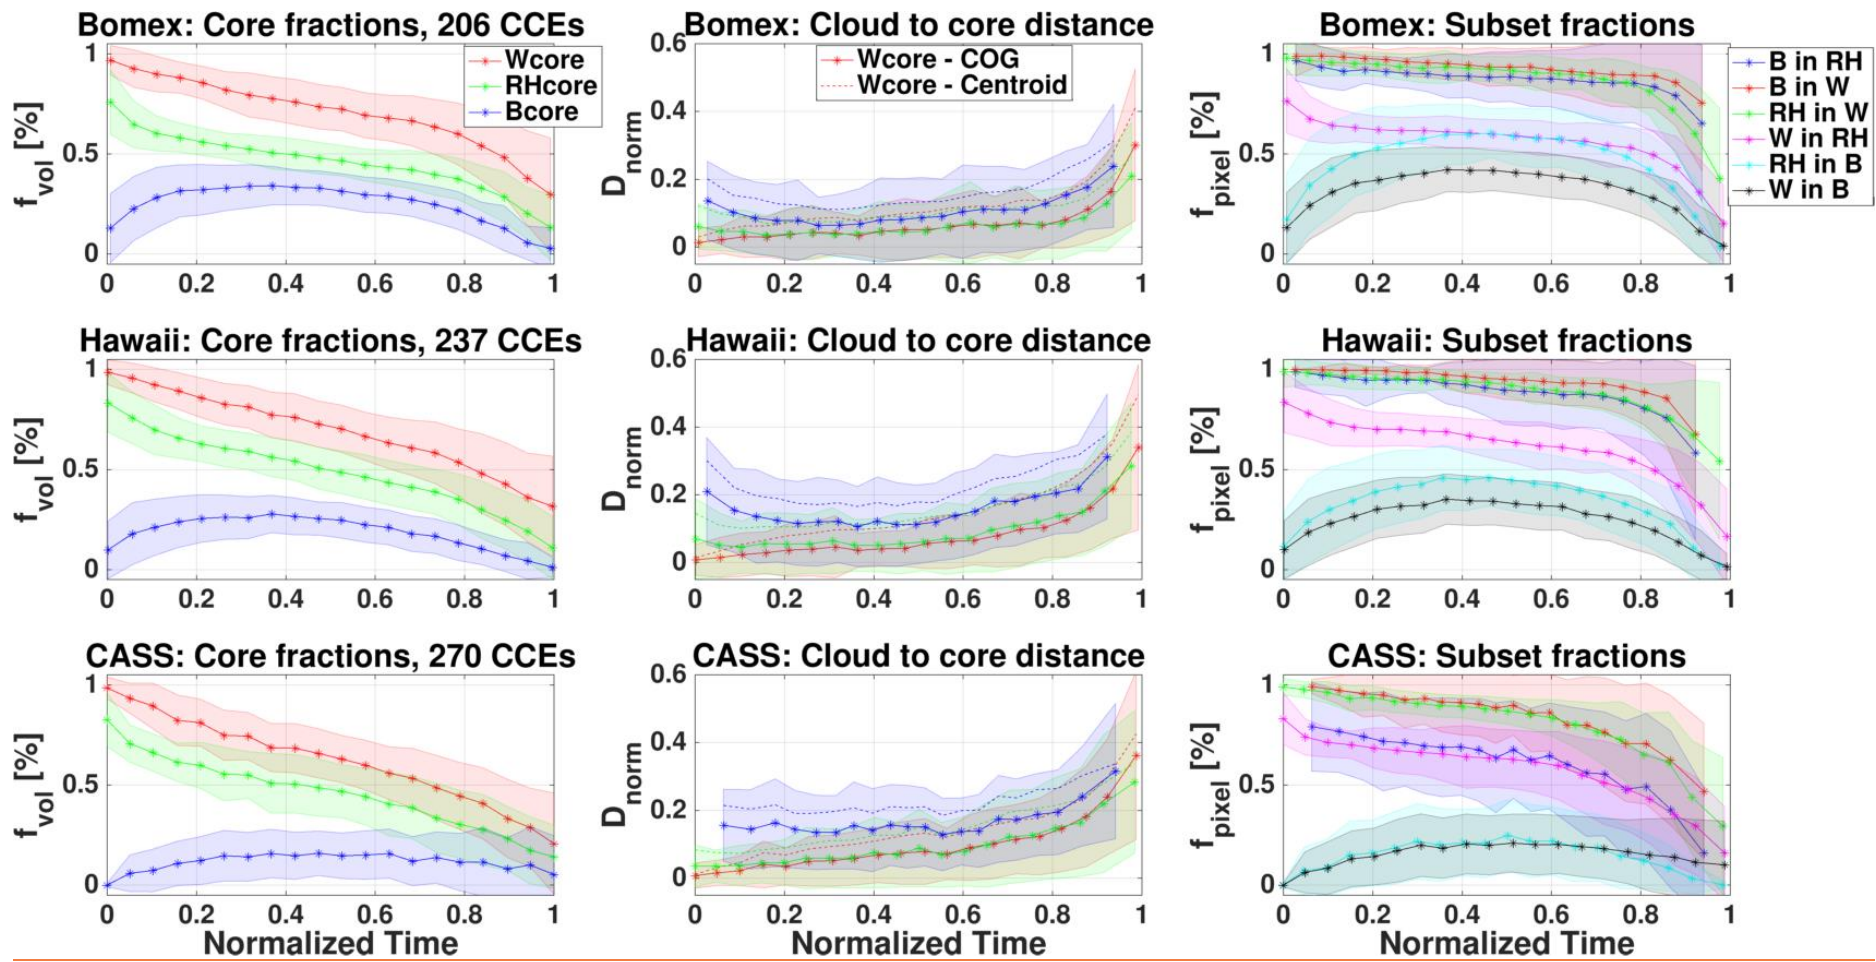 Bomex: Core fractions, 206 CCEs
f_vol [%]
1
0.5
0
0 0.2 0.4 0.6 0.8 1
Wcore
RHcore
Bcore
Bomex: Cloud to core distance
D_norm
0.6
0.4
0.2
0
0 0.2 0.4 0.6 0.8 1
Wcore - COG
Wcore - Centroid
Bomex: Subset fractions
f_pixel [%]
1
0.5
0
0 0.2 0.4 0.6 0.8 1
B in RH
B in W
RH in W
W in RH
RH in B
W in B
Hawaii: Core fractions, 237 CCEs
f_vol [%]
1
0.5
0
0 0.2 0.4 0.6 0.8 1
Hawaii: Cloud to core distance
D_norm
0.6
0.4
0.2
0
0 0.2 0.4 0.6 0.8 1
Hawaii: Subset fractions
f_pixel [%]
1
0.5
0
0 0.2 0.4 0.6 0.8 1
CASS: Core fractions, 270 CCEs
f_vol [%]
1
0.5
0
0 0.2 0.4 0.6 0.8 1
Normalized Time
CASS: Cloud to core distance
D_norm
0.6
0.4
0.2
0
0 0.2 0.4 0.6 0.8 1
Normalized Time
CASS: Subset fractions
f_pixel [%]
1
0.5
0
0 0.2 0.4 0.6 0.8 1
Normalized Time